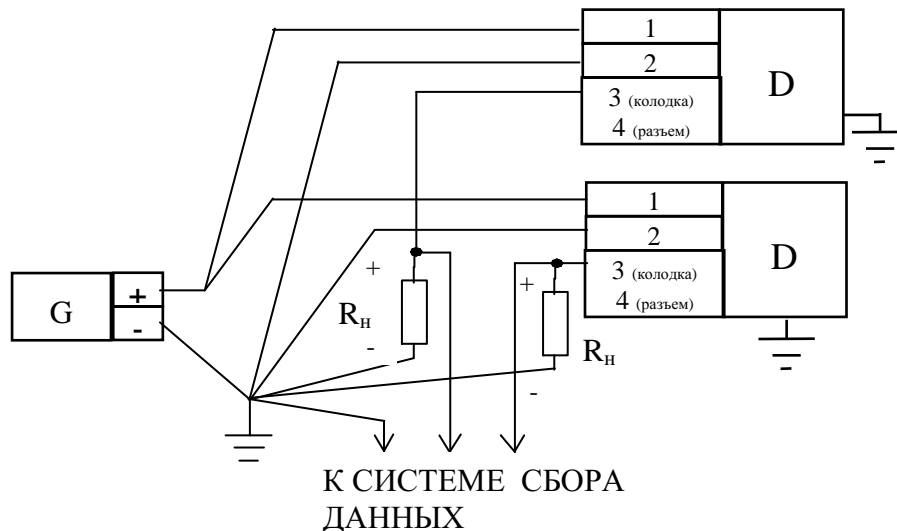 1
2
3 (колодка)
4 (разъем)
D
1
2
3 (колодка)
4 (разъем)
D
G
+
-
+
Rн
-
+
Rн
-
К СИСТЕМЕ СБОРА
ДАННЫХ